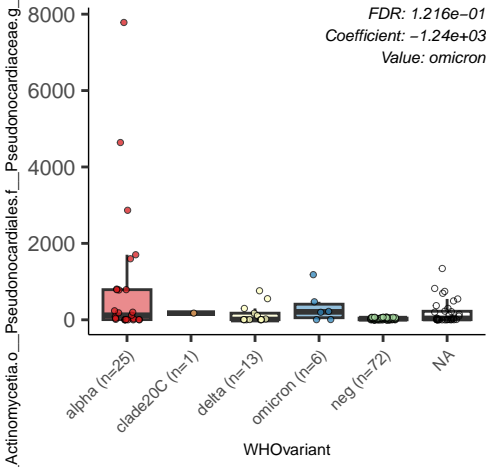 FDR: 1.216e−01
Coefficient: −1.24e+03
Value: omicron
Actinomycetia.o__Pseudonocardiales.f__Pseudonocardiaceae.g_
8000
6000
4000
2000
0
alpha (n=25)
clade20C (n=1)
delta (n=13)
omicron (n=6)
neg (n=72)
NA
WHOvariant